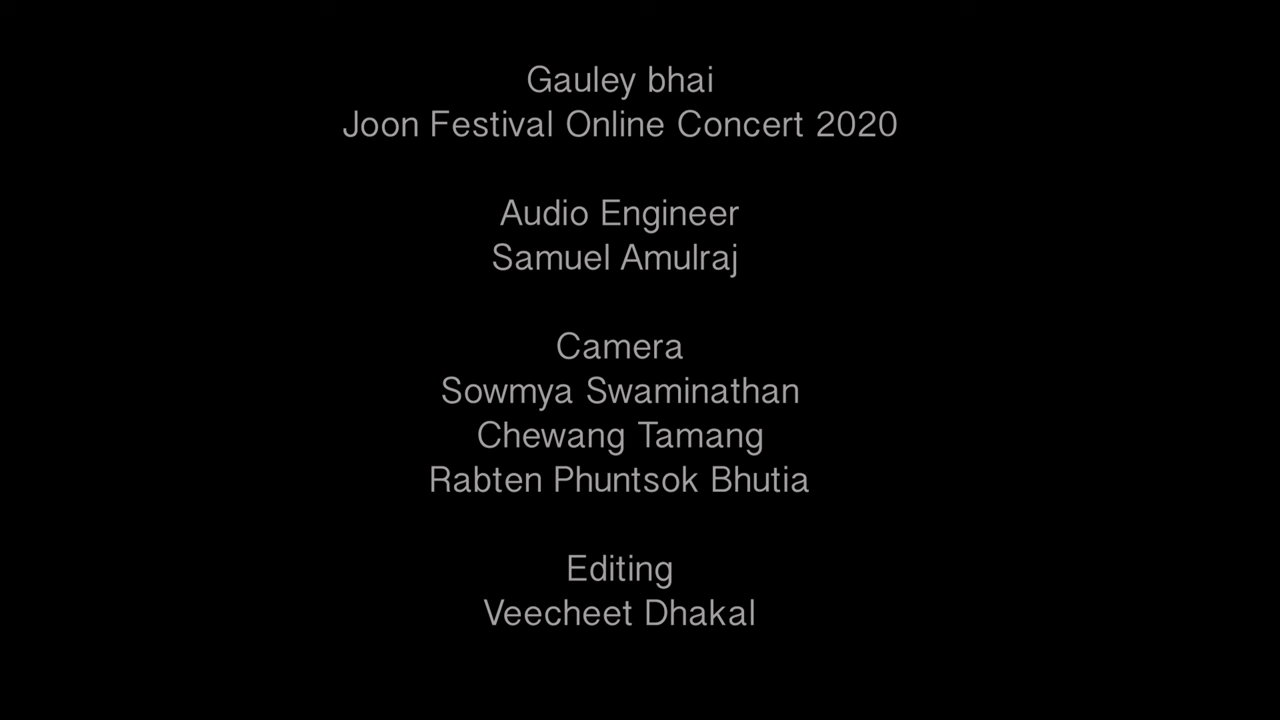 Gauley bhai
Joon Festival Online Concert 2020
Audio Engineer
Samuel Amulraj
Camera
Sowmya Swaminathan
Chewang Tamang
Rabten Phuntsok Bhutia
Editing
Veecheet Dhakal